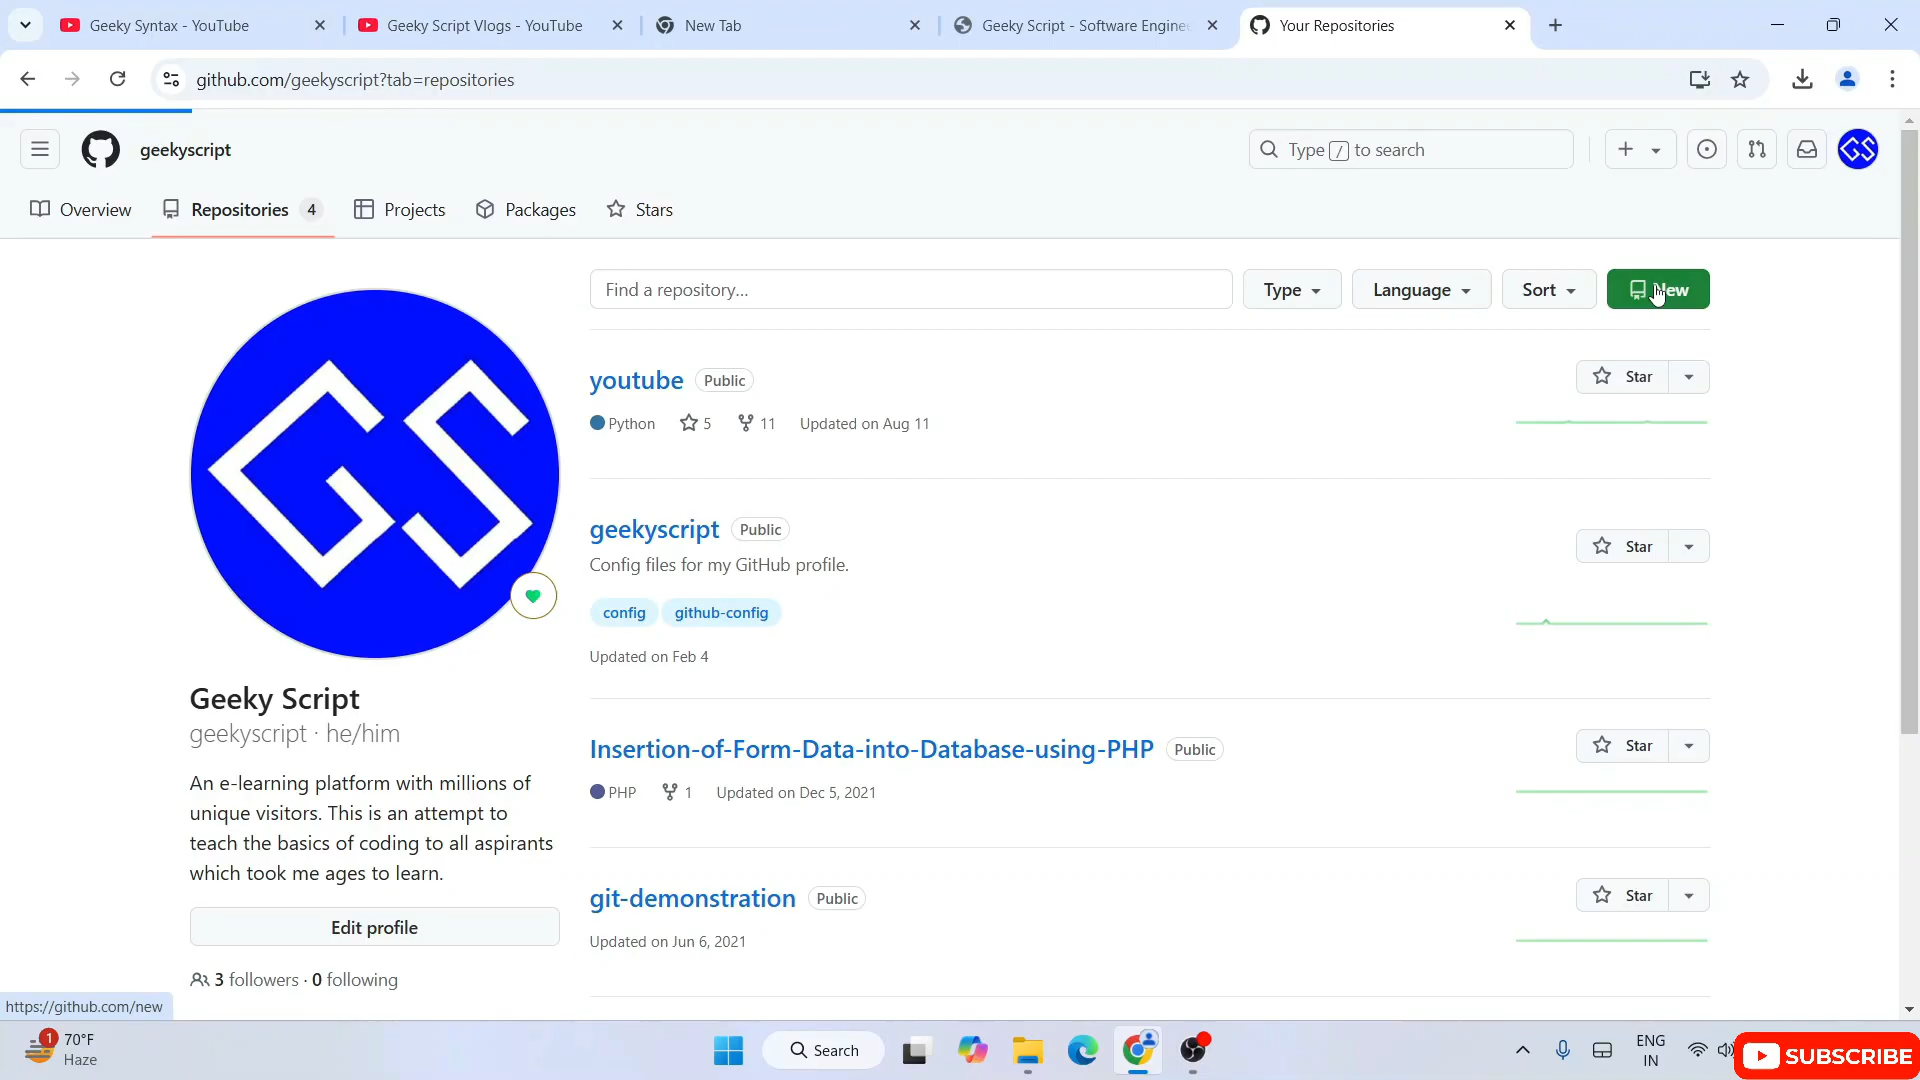 Geeky Syntax - YouTube
Geeky Script Vlogs - YouTube
New Tab
Geeky Script - Software Enginee
Your Repositories
github.com/geekyscript?tab=repositories
geekyscript
Type / to search
Overview
Repositories 4
Projects
Packages
Stars
Find a repository...
Type
Language
Sort
New
GS
youtube Public
Star
Python 5 11 Updated on Aug 11
geekyscript Public
Star
Config files for my GitHub profile.
config github-config
Updated on Feb 4
Geeky Script
geekyscript · he/him
An e-learning platform with millions of
unique visitors. This is an attempt to
teach the basics of coding to all aspirants
which took me ages to learn.
Edit profile
3 followers · 0 following
Insertion-of-Form-Data-into-Database-using-PHP Public
Star
PHP 1 Updated on Dec 5, 2021
git-demonstration Public
Star
Updated on Jun 6, 2021
https://github.com/new
1
70°F
Haze
Search
ENG
IN
SUBSCRIBE